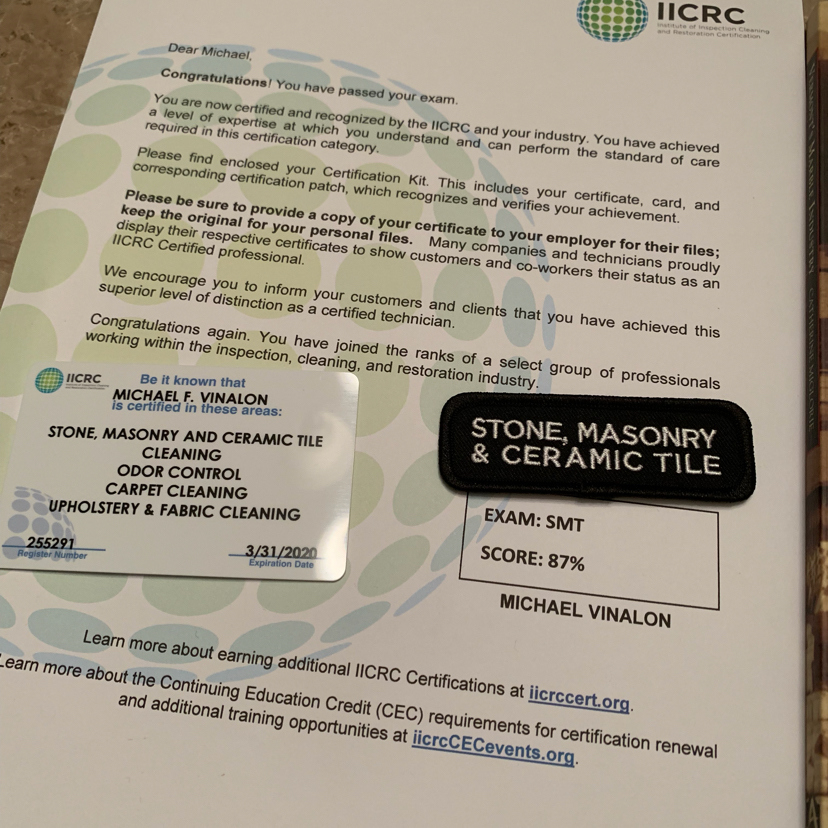 IICRC
Institute of Inspection Cleaning
and Restoration Certification
Dear Michael,
Congratulations! You have passed your exam.
You are now certified and recognized by the IICRC and your industry. You have achieved
a level of expertise at which you understand and can perform the standard of care
required in this certification category.
Please find enclosed your Certification Kit. This includes your certificate, card, and
corresponding certification patch, which recognizes and verifies your achievement.
Please be sure to provide a copy of your certificate to your employer for their files;
keep the original for your personal files. Many companies and technicians proudly
display their respective certificates to show customers and co-workers their status as an
IICRC Certified professional.
We encourage you to inform your customers and clients that you have achieved this
superior level of distinction as a certified technician.
Congratulations again. You have joined the ranks of a select group of professionals
working within the inspection, cleaning, and restoration industry.
IICRC
Be it known that
MICHAEL F. VINALON
is certified in these areas:
STONE, MASONRY AND CERAMIC TILE
CLEANING
ODOR CONTROL
CARPET CLEANING
UPHOLSTERY & FABRIC CLEANING
255291
Register Number
3/31/2020
Expiration Date
STONE, MASONRY
& CERAMIC TILE
EXAM: SMT
SCORE: 87%
MICHAEL VINALON
Learn more about earning additional IICRC Certifications at iicrccert.org.
Learn more about the Continuing Education Credit (CEC) requirements for certification renewal
and additional training opportunities at iicrcCECevents.org.